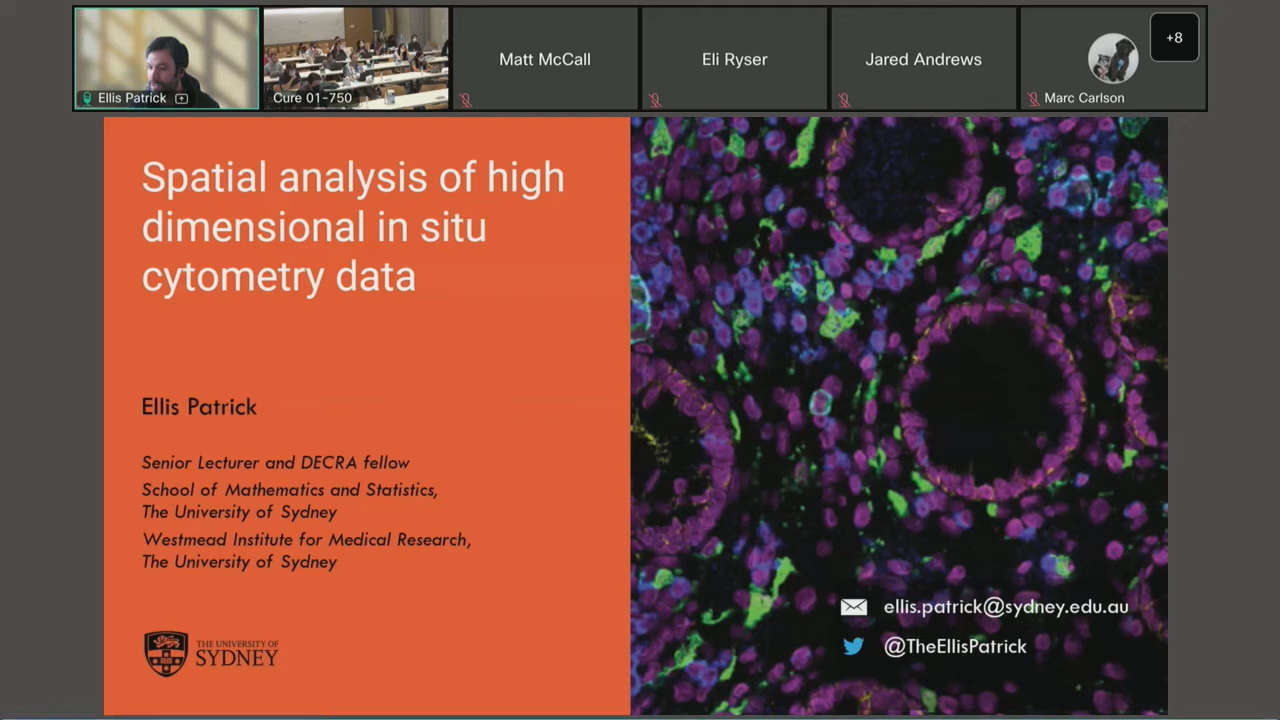 Ellis Patrick
Cure 01-750
Matt McCall
Eli Ryser
Jared Andrews
Marc Carlson
+8
Spatial analysis of high
dimensional in situ
cytometry data
Ellis Patrick
Senior Lecturer and DECRA fellow
School of Mathematics and Statistics,
The University of Sydney
Westmead Institute for Medical Research,
The University of Sydney
THE UNIVERSITY OF
SYDNEY
ellis.patrick@sydney.edu.au
@TheEllisPatrick